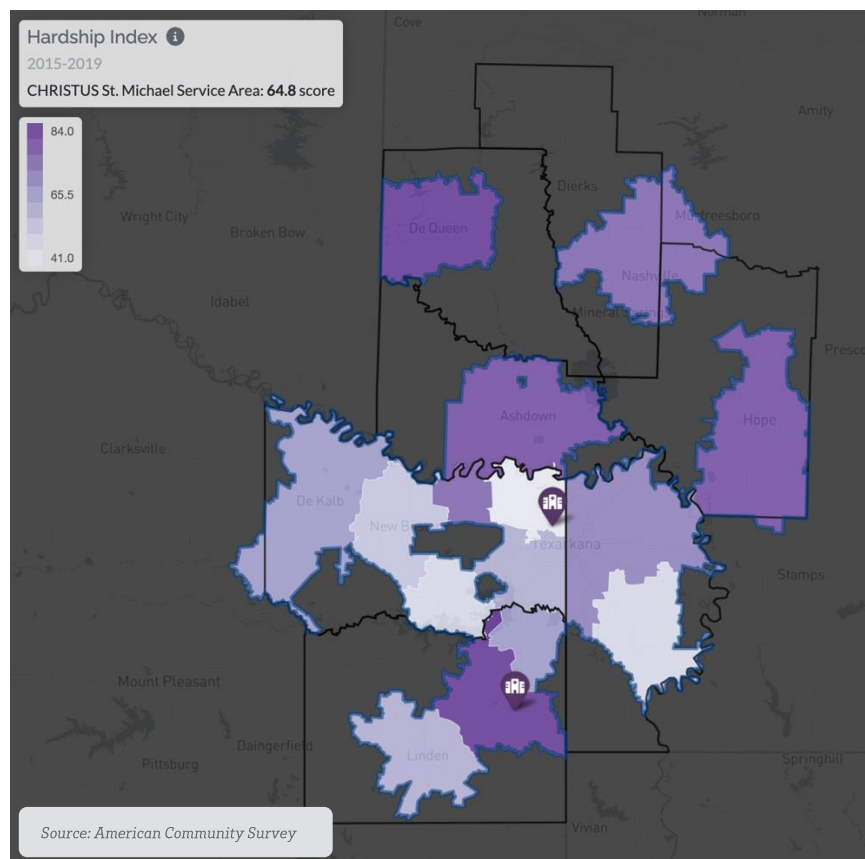 Hardship Index
2015-2019
CHRISTUS St. Michael Service Area: 64.8 score
84.0
65.5
41.0
Cove
Norman
Amity
Dierks
Wright City
De Queen
Murfreesboro
Broken Bow
Nashville
Idabel
Mineral Springs
Presco
Ashdown
Hope
Clarksville
De Kalb
New B
Texarkana
Stamps
Mount Pleasant
Daingerfield
Linden
Pittsburg
Springhill
Vivian
Source: American Community Survey